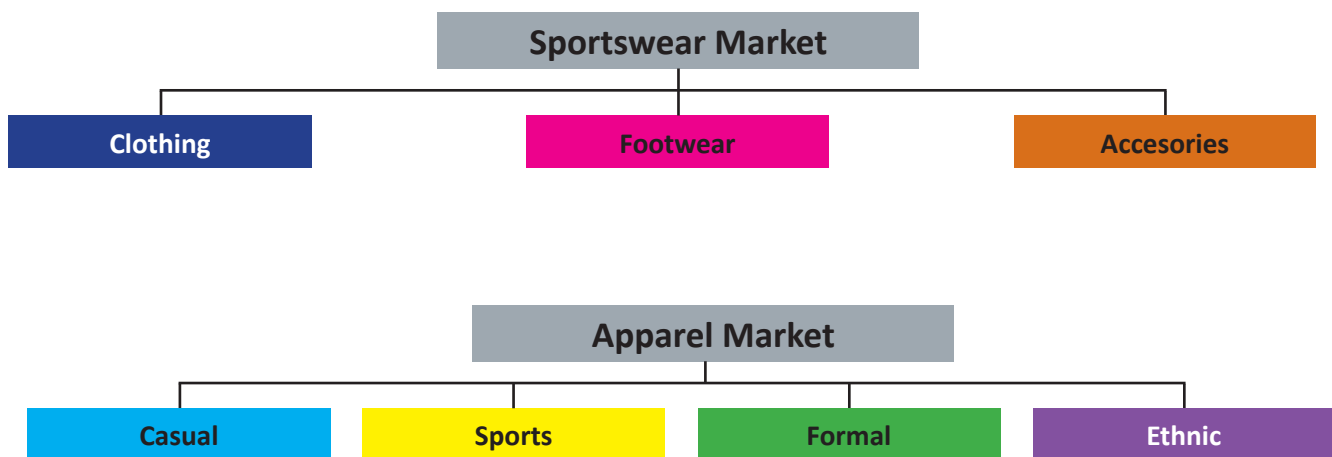 Sportswear Market
Clothing
Footwear
Accesories
Apparel Market
Casual
Sports
Formal
Ethnic